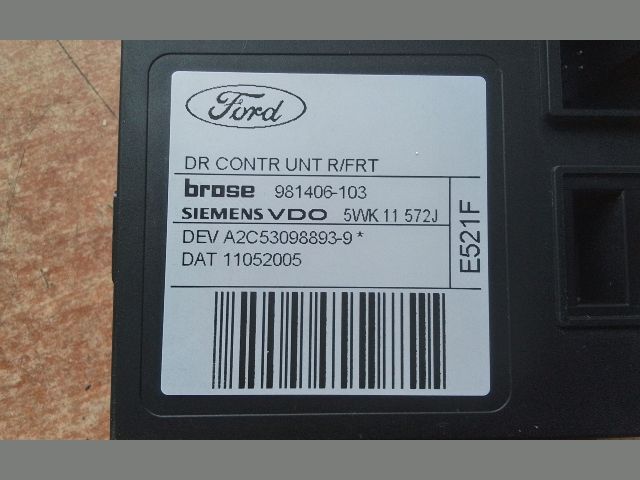 Ford
DR CONTR UNT R/FRT
brose 981406-103
SIEMENS VDO 5WK 11 572J
DEV A2C53098893-9 *
DAT 11052005
E521F